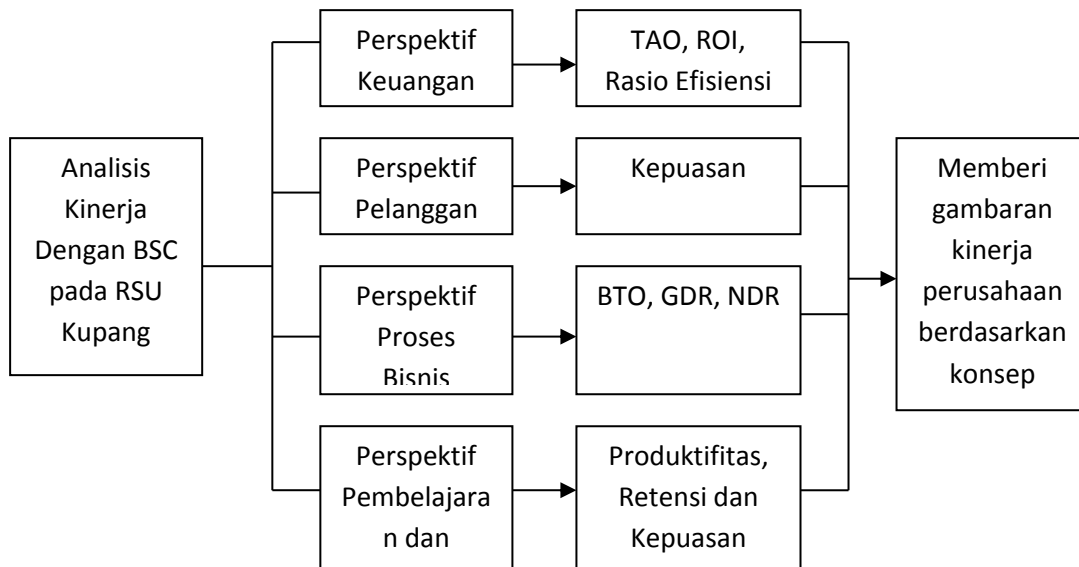 Analisis
Kinerja
Dengan BSC
pada RSU
Kupang
Perspektif
Keuangan
TAO, ROI,
Rasio Efisiensi
Perspektif
Pelanggan
Kepuasan
Perspektif
Proses
Bisnis
BTO, GDR, NDR
Perspektif
Pembelajara
n dan
Produktifitas,
Retensi dan
Kepuasan
Memberi
gambaran
kinerja
perusahaan
berdasarkan
konsep